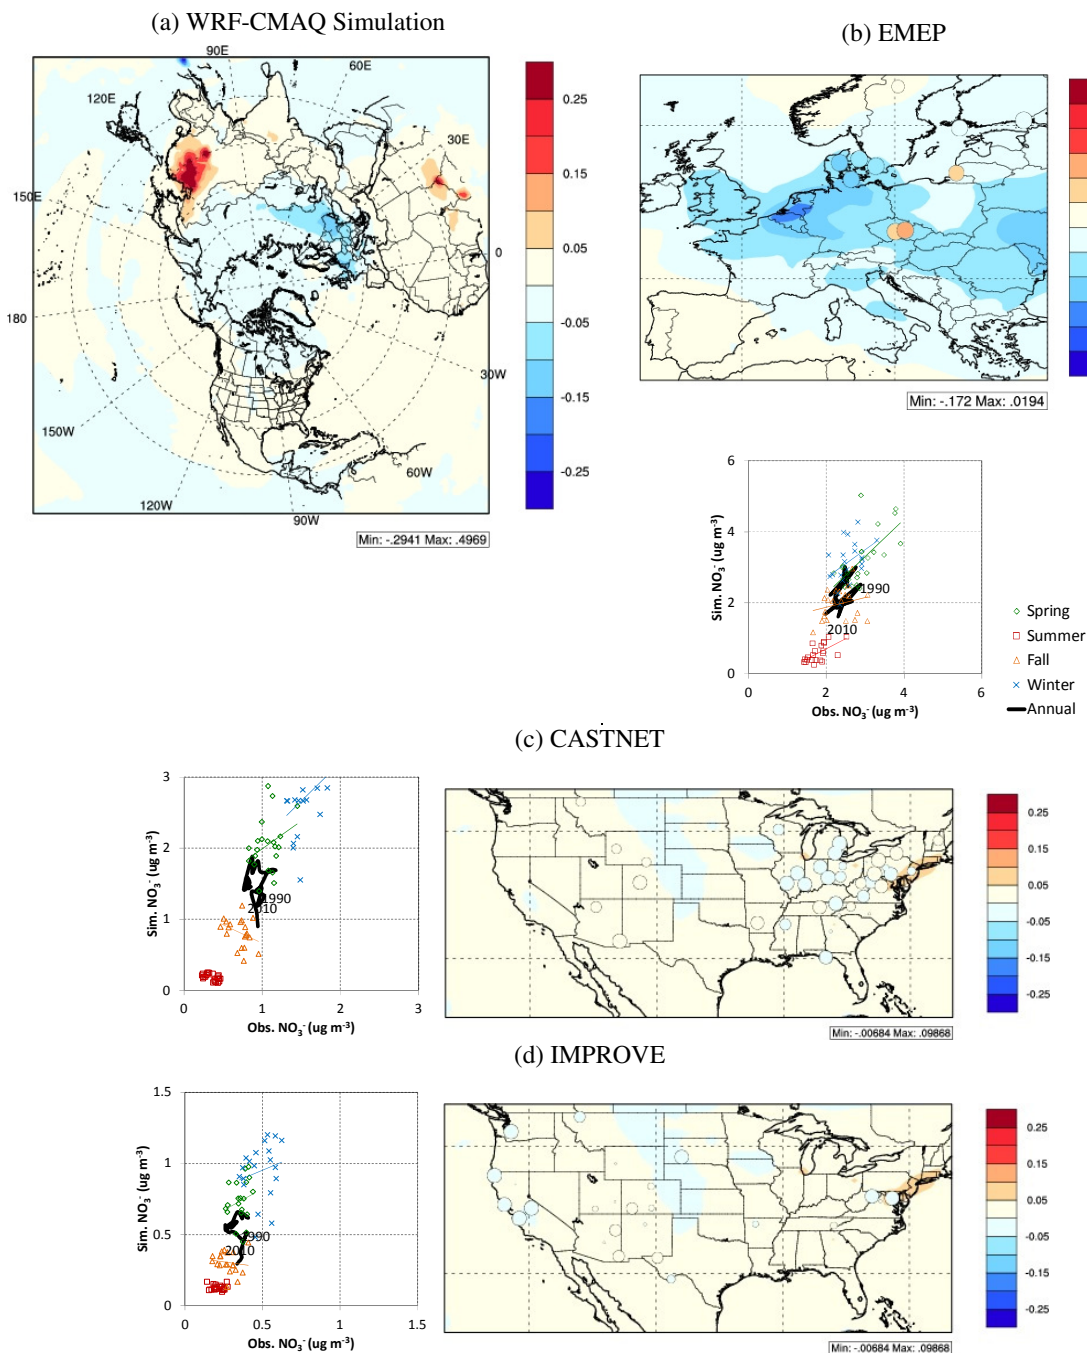 (a) WRF-CMAQ Simulation
90E
60E
120E
30E
150E
0
180
30W
150W
60W
120W
90W
0.25
0.15
0.05
-0.05
-0.15
-0.25
Min: -.2941 Max: .4969
(b) EMEP
Min: -.172 Max: .0194
Sim. NO₃⁻ (ug m⁻³)
6
4
2
0
1990
2010
0 2 4 6
Obs. NO₃⁻ (ug m⁻³)
Spring
Summer
Fall
Winter
Annual
(c) CASTNET
Sim. NO₃⁻ (ug m⁻³)
3
2
1
0
1990
2010
0 1 2 3
Obs. NO₃⁻ (ug m⁻³)
0.25
0.15
0.05
-0.05
-0.15
-0.25
Min: -.00684 Max: .09868
(d) IMPROVE
Sim. NO₃⁻ (ug m⁻³)
1.5
1
0.5
0
1990
2010
0 0.5 1 1.5
Obs. NO₃⁻ (ug m⁻³)
0.25
0.15
0.05
-0.05
-0.15
-0.25
Min: -.00684 Max: .09868